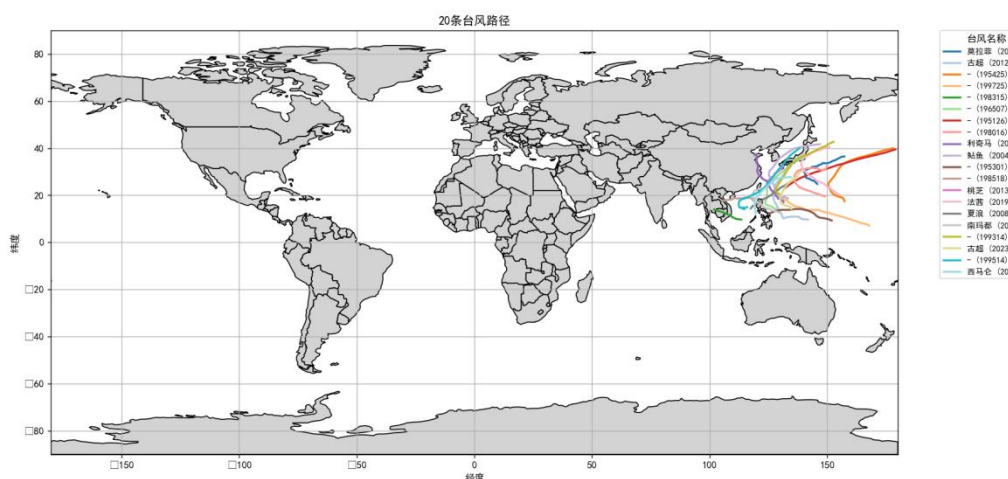 20条台风路径
80
60
40
20
0
□20
□40
□60
□80
纬度
□150
□100
□50
0
50
100
150
经度
台风名称
莫拉菲 (20
古超 (2012
- (195425)
- (199725)
- (198315)
- (196507)
- (195126)
- (198016)
利奇马 (20
鲇鱼 (2004
- (195301)
- (198518)
桃芝 (2013
法茜 (2019
夏浪 (2008
南玛都 (20
- (199314)
古超 (2023
- (199514)
西马仑 (20